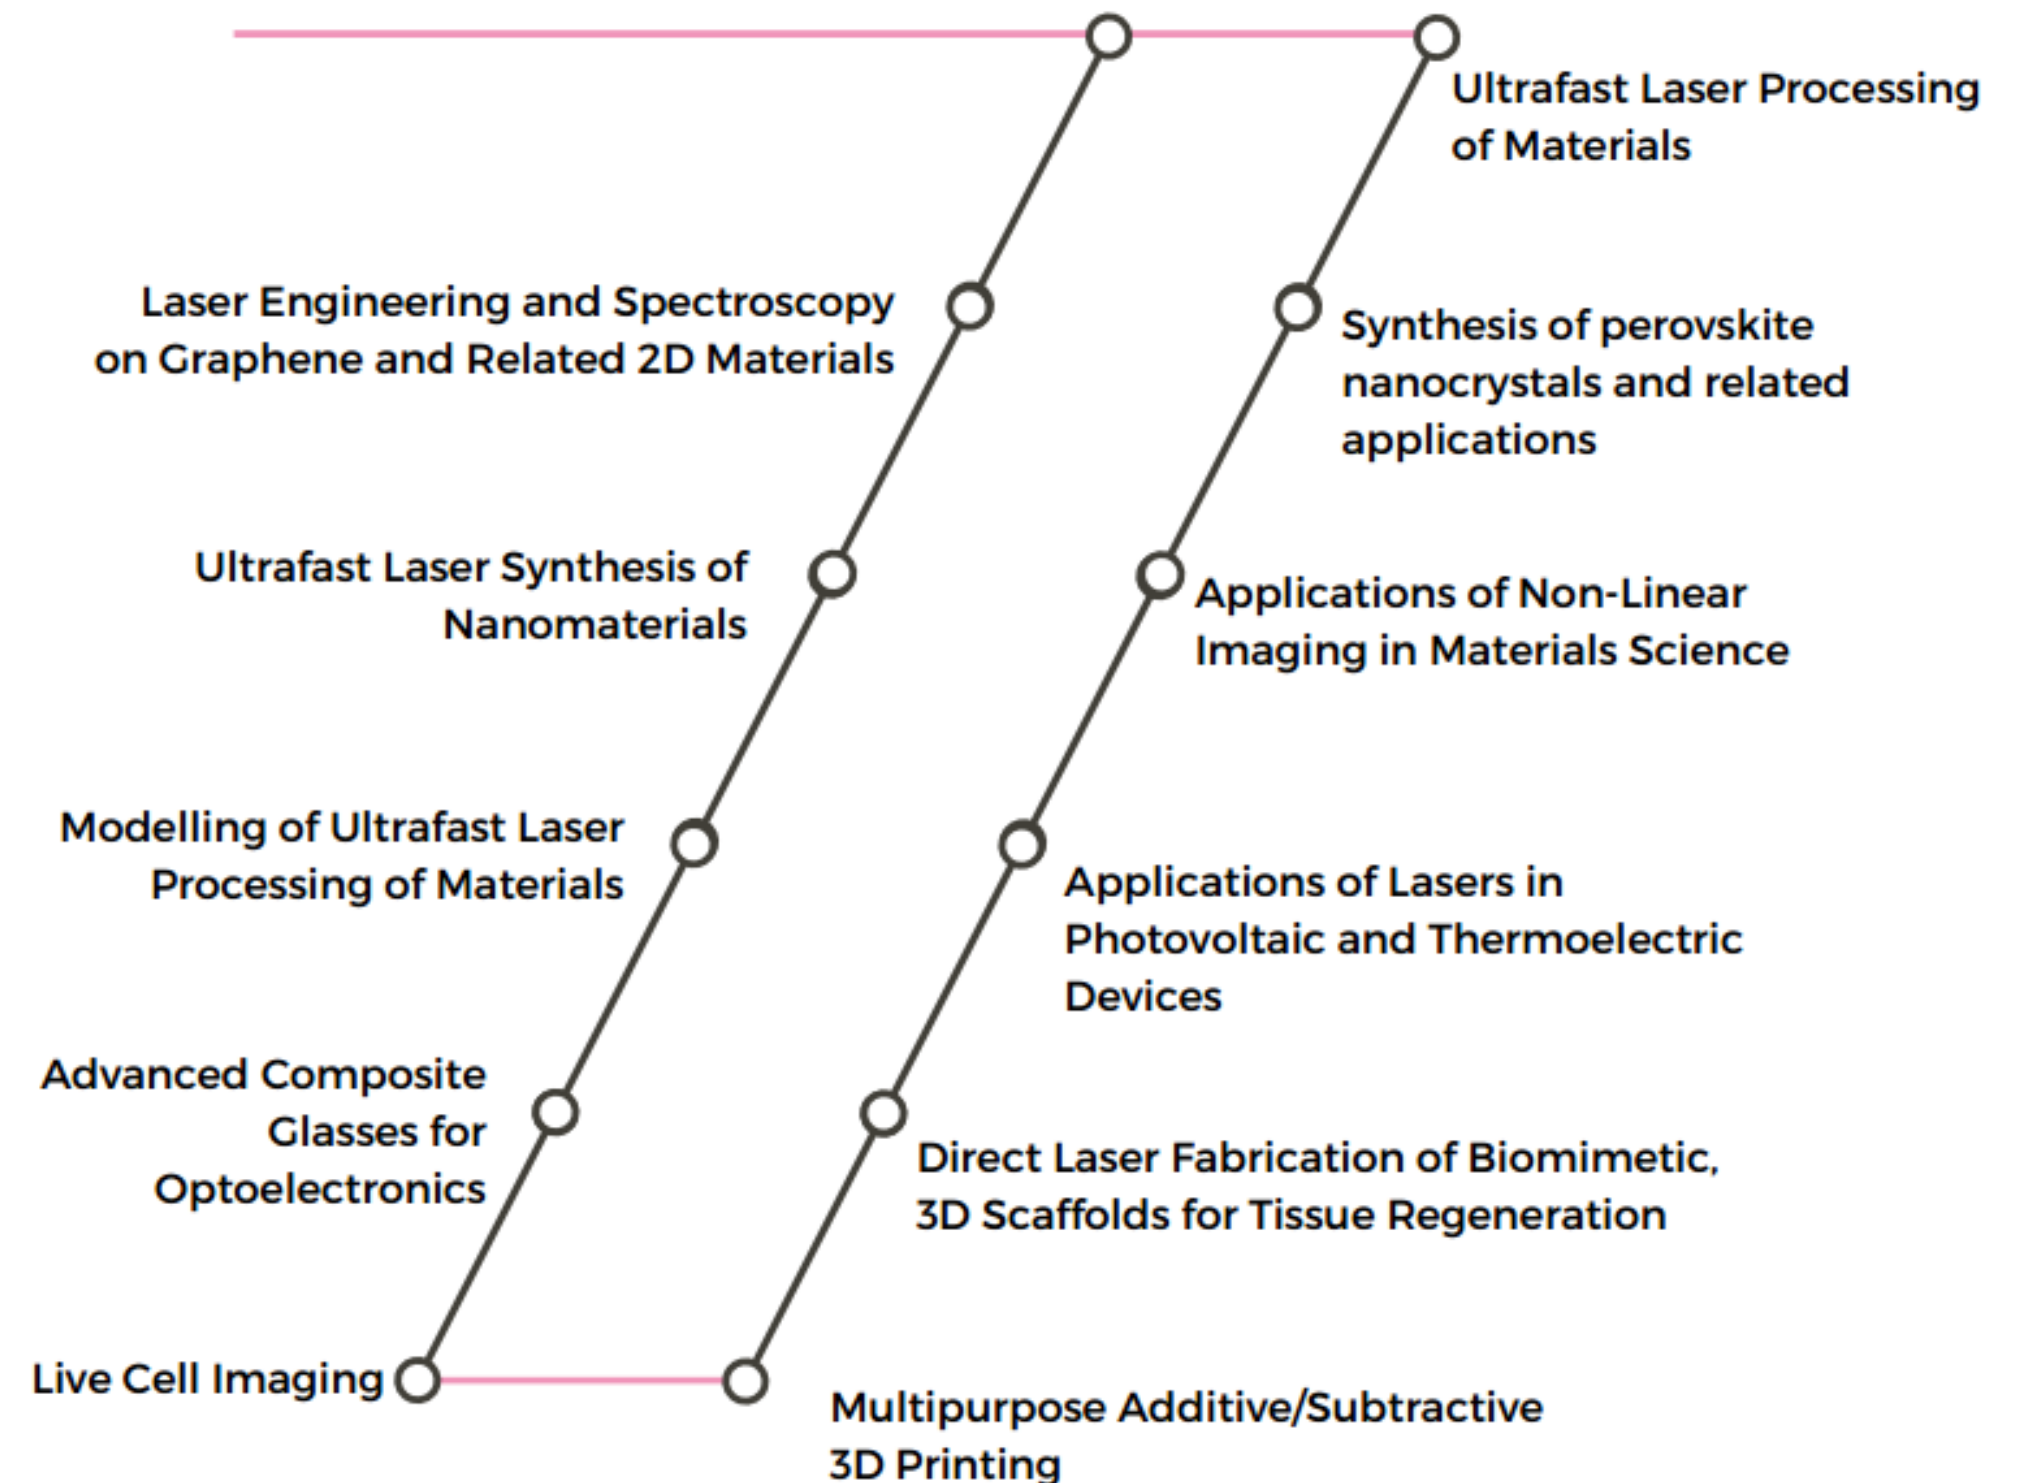 Ultrafast Laser Processing
of Materials
Laser Engineering and Spectroscopy
on Graphene and Related 2D Materials
Synthesis of perovskite
nanocrystals and related
applications
Ultrafast Laser Synthesis of
Nanomaterials
Applications of Non-Linear
Imaging in Materials Science
Modelling of Ultrafast Laser
Processing of Materials
Applications of Lasers in
Photovoltaic and Thermoelectric
Devices
Advanced Composite
Glasses for
Optoelectronics
Direct Laser Fabrication of Biomimetic,
3D Scaffolds for Tissue Regeneration
Live Cell Imaging
Multipurpose Additive/Subtractive
3D Printing